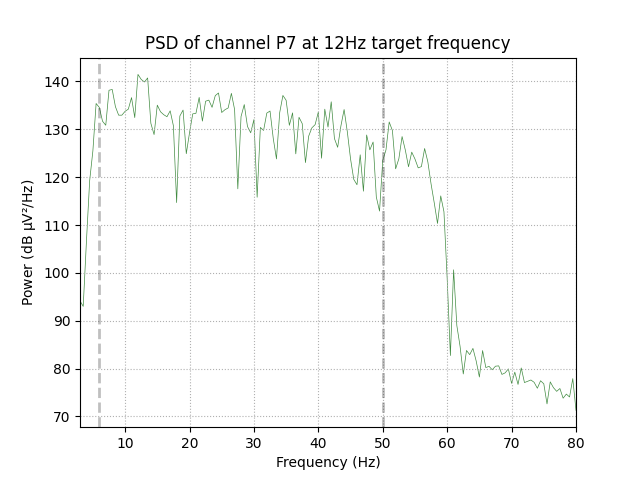 PSD of channel P7 at 12Hz target frequency
140
130
120
110
100
90
80
70
Power (dB µV²/Hz)
10 20 30 40 50 60 70 80
Frequency (Hz)